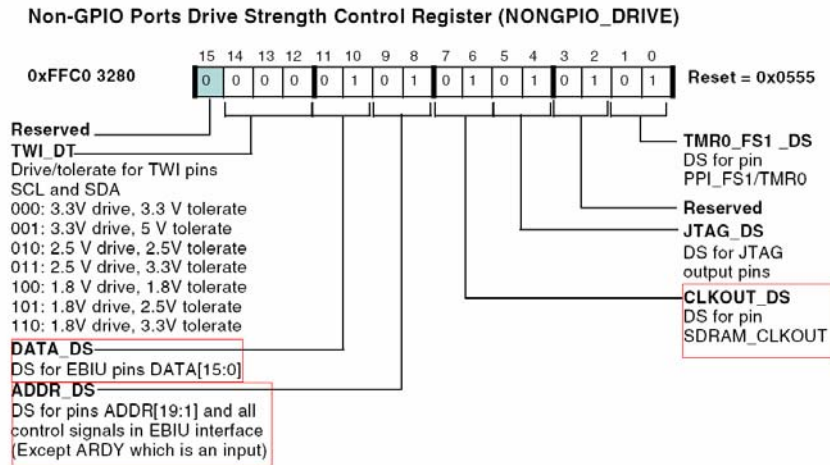 Non-GPIO Ports Drive Strength Control Register (NONGPIO_DRIVE)
15 14 13 12 11 10 9 8 7 6 5 4 3 2 1 0
0xFFC0 3280
0 0 0 0 0 1 0 1 0 1 0 1 0 1 0 1
Reset = 0x0555
Reserved
TWI_DT
Drive/tolerate for TWI pins
SCL and SDA
000: 3.3V drive, 3.3 V tolerate
001: 3.3V drive, 5 V tolerate
010: 2.5 V drive, 2.5V tolerate
011: 2.5 V drive, 3.3V tolerate
100: 1.8 V drive, 1.8V tolerate
101: 1.8V drive, 2.5V tolerate
110: 1.8V drive, 3.3V tolerate
DATA_DS
DS for EBIU pins DATA[15:0]
ADDR_DS
DS for pins ADDR[19:1] and all
control signals in EBIU interface
(Except ARDY which is an input)
TMR0_FS1 _DS
DS for pin
PPI_FS1/TMR0
Reserved
JTAG_DS
DS for JTAG
output pins
CLKOUT_DS
DS for pin
SDRAM_CLKOUT